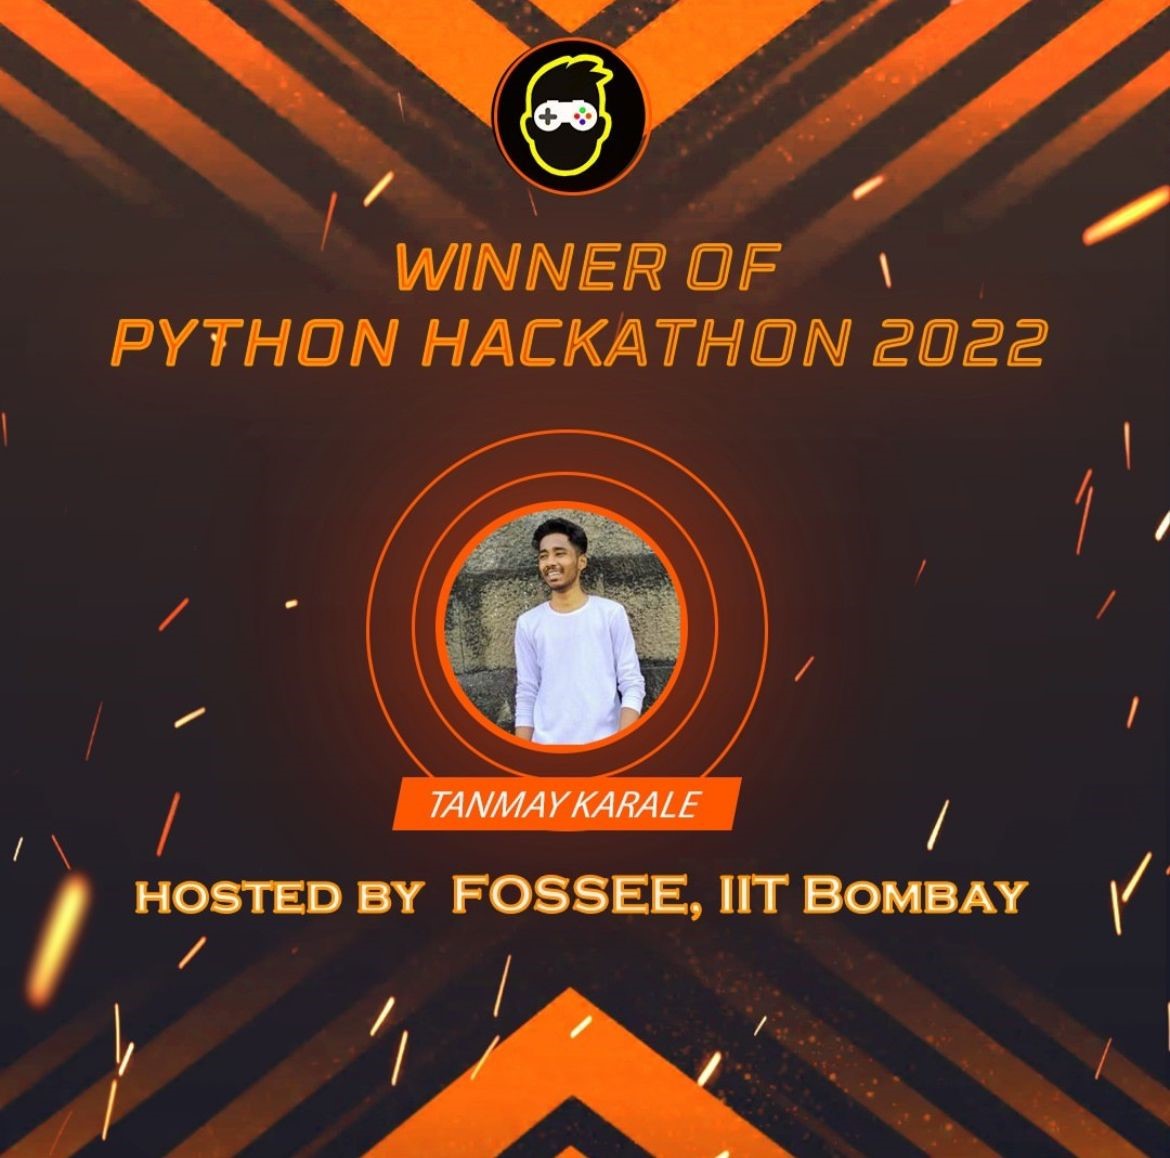 WINNER OF
PYTHON HACKATHON 2022
TANMAY KARALE
HOSTED BY FOSSEE, IIT BOMBAY